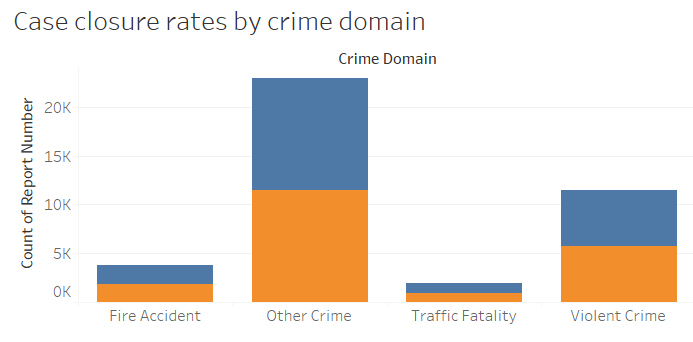 Case closure rates by crime domain
Crime Domain
Count of Report Number
20K
15K
10K
5K
0K
Fire Accident
Other Crime
Traffic Fatality
Violent Crime